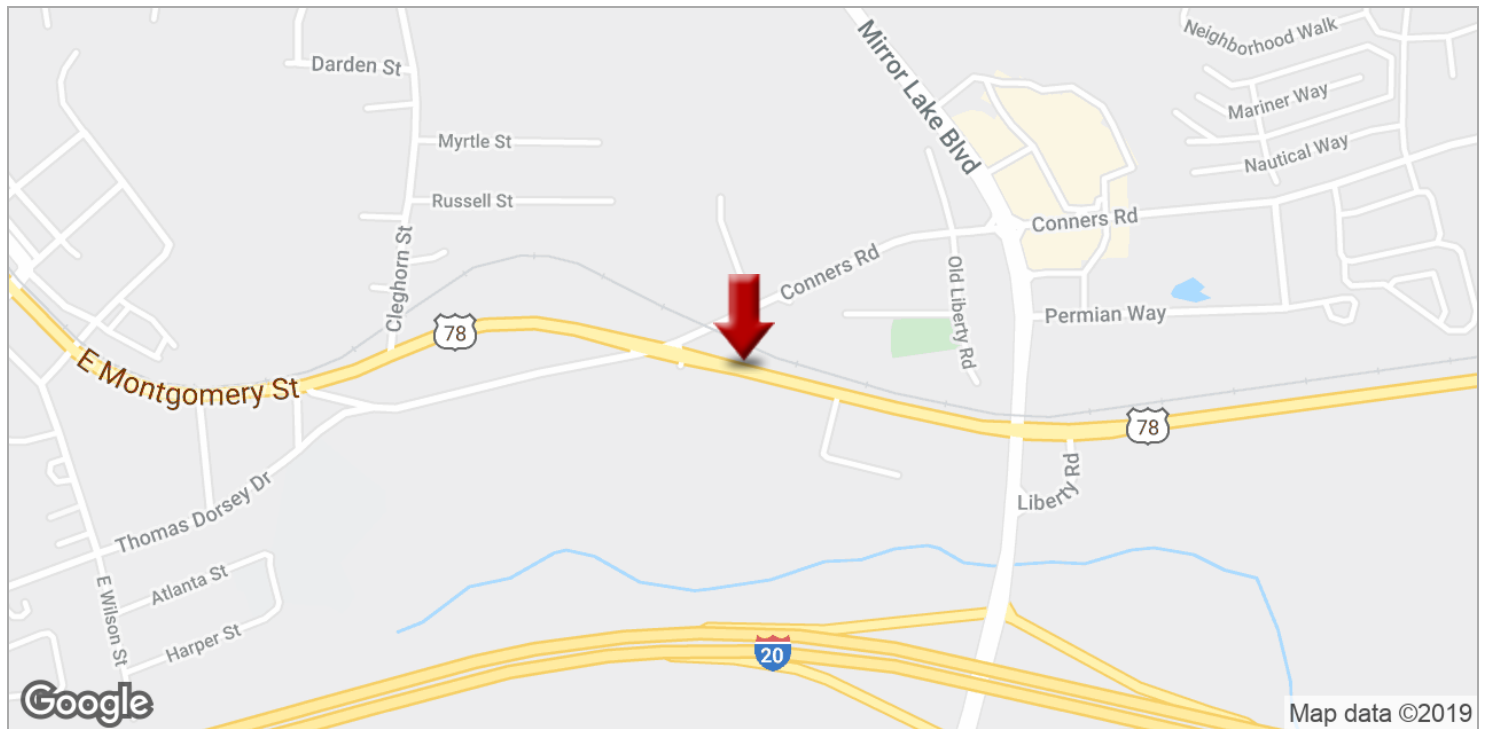 Neighborhood Walk
Mirror Lake Blvd
Darden St
Mariner Way
Myrtle St
Nautical Way
Russell St
Conners Rd
Cleghorn St
Conners Rd
Old Liberty Rd
Permian Way
78
E Montgomery St
78
Liberty Rd
Thomas Dorsey Dr
Atlanta St
E Wilson St
Harper St
20
Google
Map data ©2019